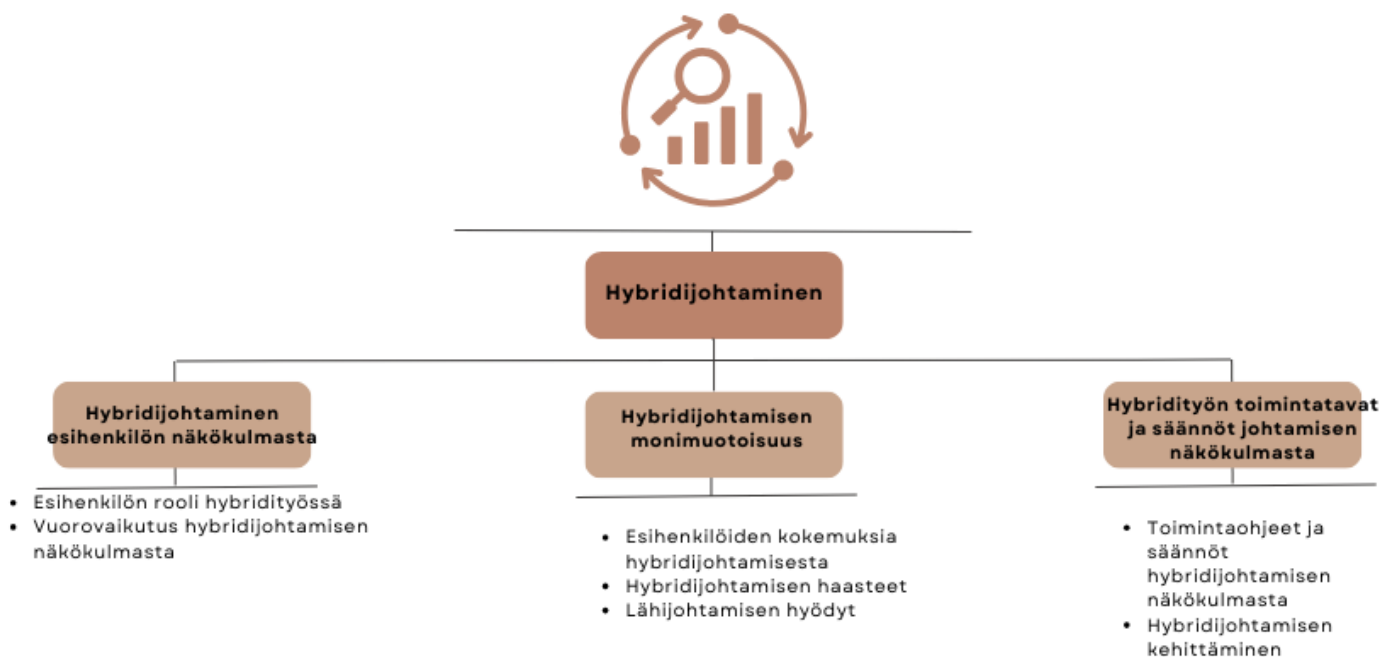 Hybridijohtaminen
Hybridijohtaminen
esihenkilön näkökulmasta
• Esihenkilön rooli hybridityössä
• Vuorovaikutus hybridijohtamisen
näkökulmasta
Hybridijohtamisen
monimuotoisuus
• Esihenkilöiden kokemuksia
hybridijohtamisesta
• Hybridijohtamisen haasteet
• Lähijohtamisen hyödyt
Hybridityön toimintatavat
ja säännöt johtamisen
näkökulmasta
• Toimintaohjeet ja
säännöt
hybridijohtamisen
näkökulmasta
• Hybridijohtamisen
kehittäminen